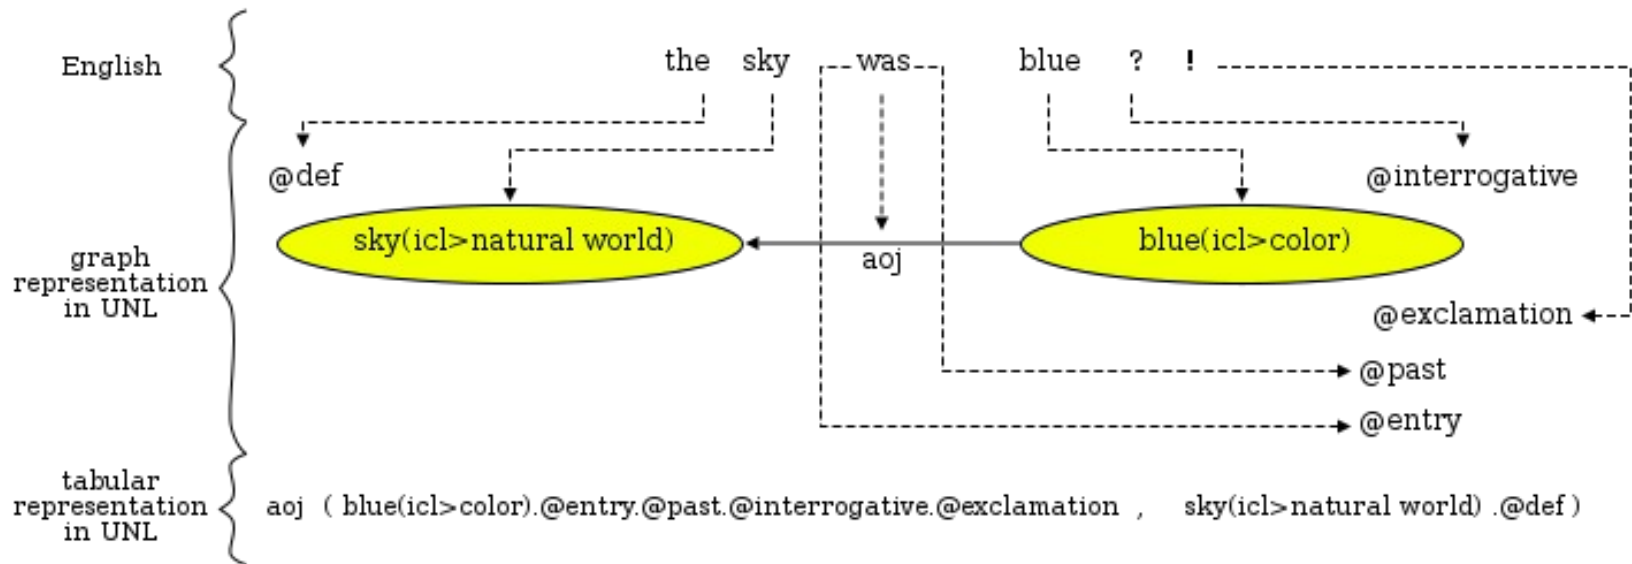 English
the sky was blue ? !
@def
@interrogative
sky(icl>natural world)
blue(icl>color)
aoj
graph
representation
in UNL
@exclamation
@past
@entry
tabular
representation
in UNL
aoj ( blue(icl>color).@entry.@past.@interrogative.@exclamation , sky(icl>natural world) .@def )